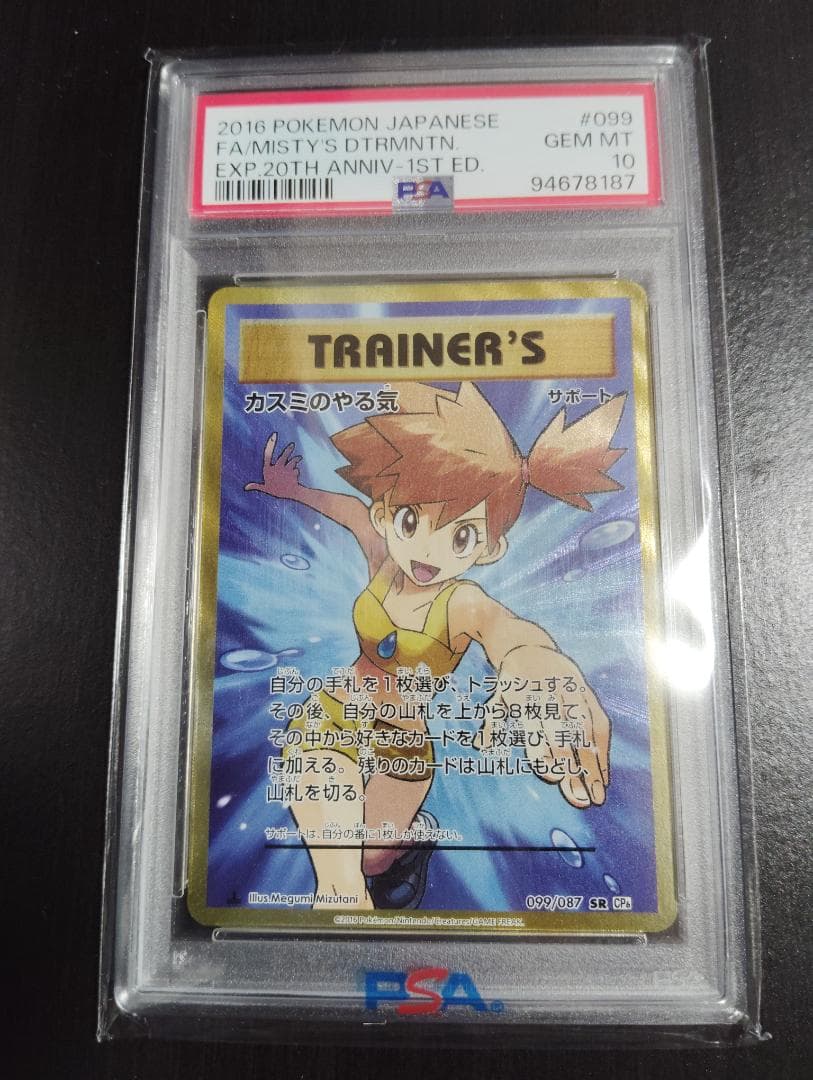 2016 POKEMON JAPANESE #099
FA/MISTY'S DTRMNTN. GEM MT
EXP.20TH ANNIV-1ST ED. 10
PSA 94678187
TRAINER'S
カスミのやる気 サポート
自分の手札を1枚選び、トラッシュする。
その後、自分の山札を上から8枚見て、
その中から好きなカードを1枚選び、手札
に加える。残りのカードは山札にもどし、
山札を切る。
サポートは、自分の番に1枚しか使えない。
Illus. Megumi Mizutani 099/087 SR CP6
©2016 Pokémon/Nintendo/Creatures/GAME FREAK.
PSA